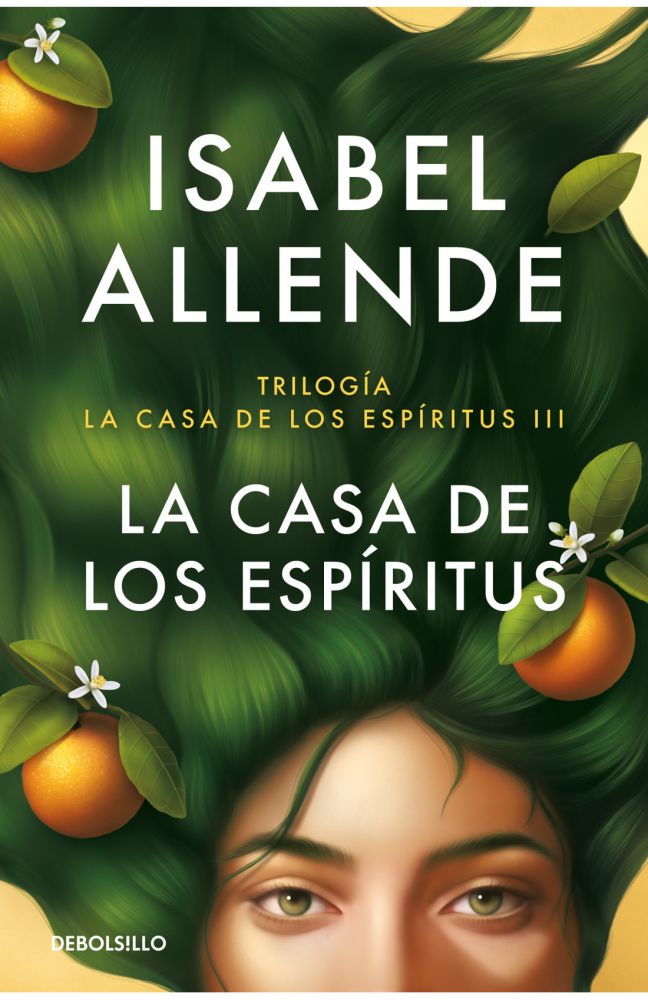 ISABEL
ALLENDE
TRILOGÍA
LA CASA DE LOS ESPÍRITUS III
LA CASA DE
LOS ESPÍRITUS
DEBOLS!LLO